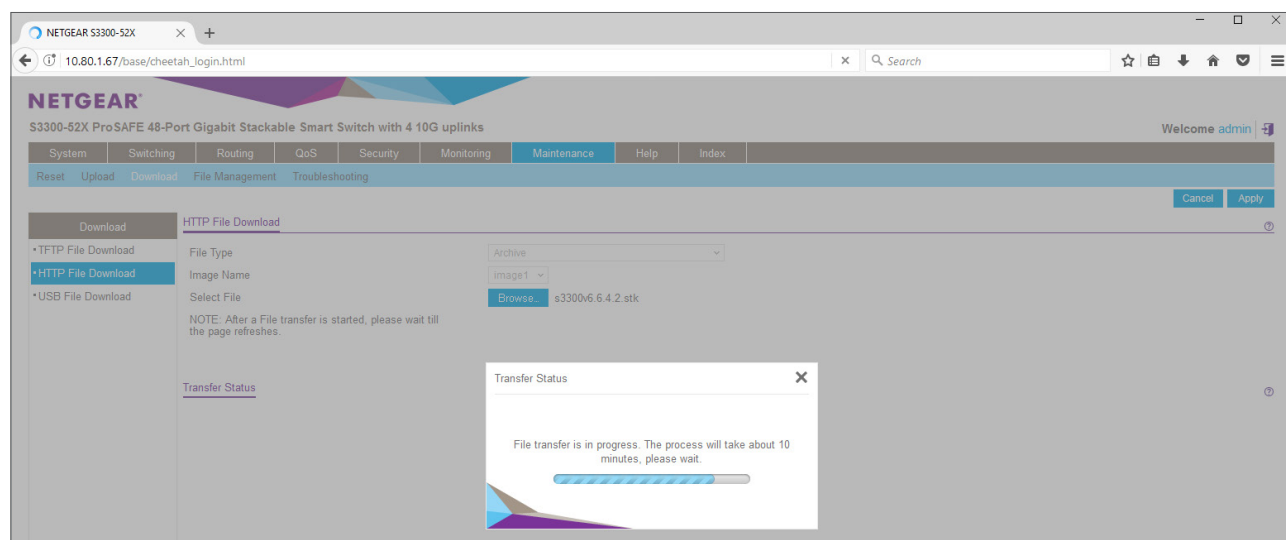 NETGEAR S3300-52X
10.80.1.67/base/cheetah_login.html
Search
NETGEAR®
S3300-52X ProSAFE 48-Port Gigabit Stackable Smart Switch with 4 10G uplinks
Welcome admin
System Switching Routing QoS Security Monitoring Maintenance Help Index
Reset Upload Download File Management Troubleshooting
Cancel Apply
Download
•TFTP File Download
•HTTP File Download
•USB File Download
HTTP File Download
File Type
Archive
Image Name
image1
Select File
Browse.. s3300v6.6.4.2.stk
NOTE: After a File transfer is started, please wait till
the page refreshes.
Transfer Status
Transfer Status
File transfer is in progress. The process will take about 10
minutes, please wait.